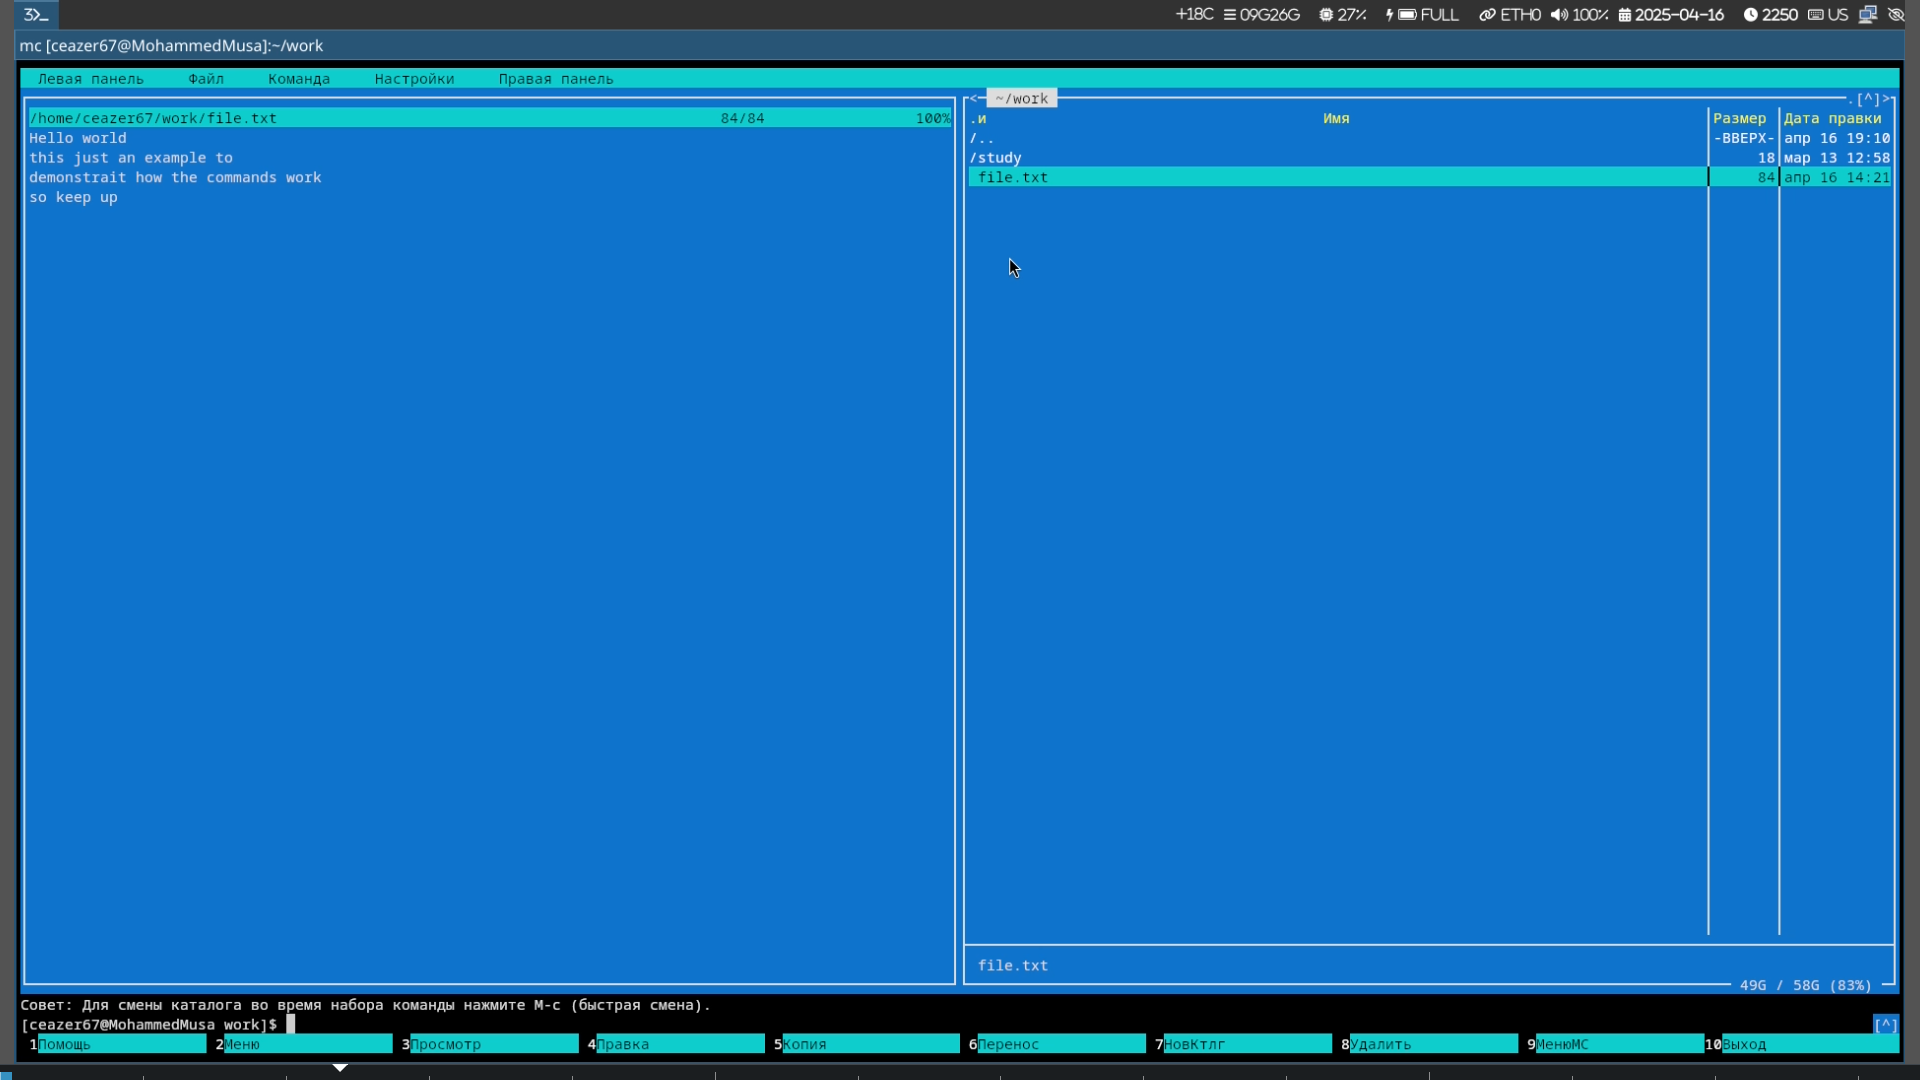 3>_ +18C 09G26G 27% FULL ETH0 100% 2025-04-16 2250 US
mc [ceazer67@MohammedMusa]:~/work
Левая панель Файл Команда Настройки Правая панель
/home/ceazer67/work/file.txt 84/84 100%
Hello world
this just an example to
demonstrait how the commands work
so keep up
<─ ~/work .[^]>
.и Имя Размер Дата правки
/.. -ВВЕРХ- апр 16 19:10
/study 18 мар 13 12:58
file.txt 84 апр 16 14:21
file.txt
49G / 58G (83%)
Совет: Для смены каталога во время набора команды нажмите M-c (быстрая смена).
[ceazer67@MohammedMusa work]$ [^]
1Помощь 2Меню 3Просмотр 4Правка 5Копия 6Перенос 7НовКтлг 8Удалить 9МенюMC 10Выход